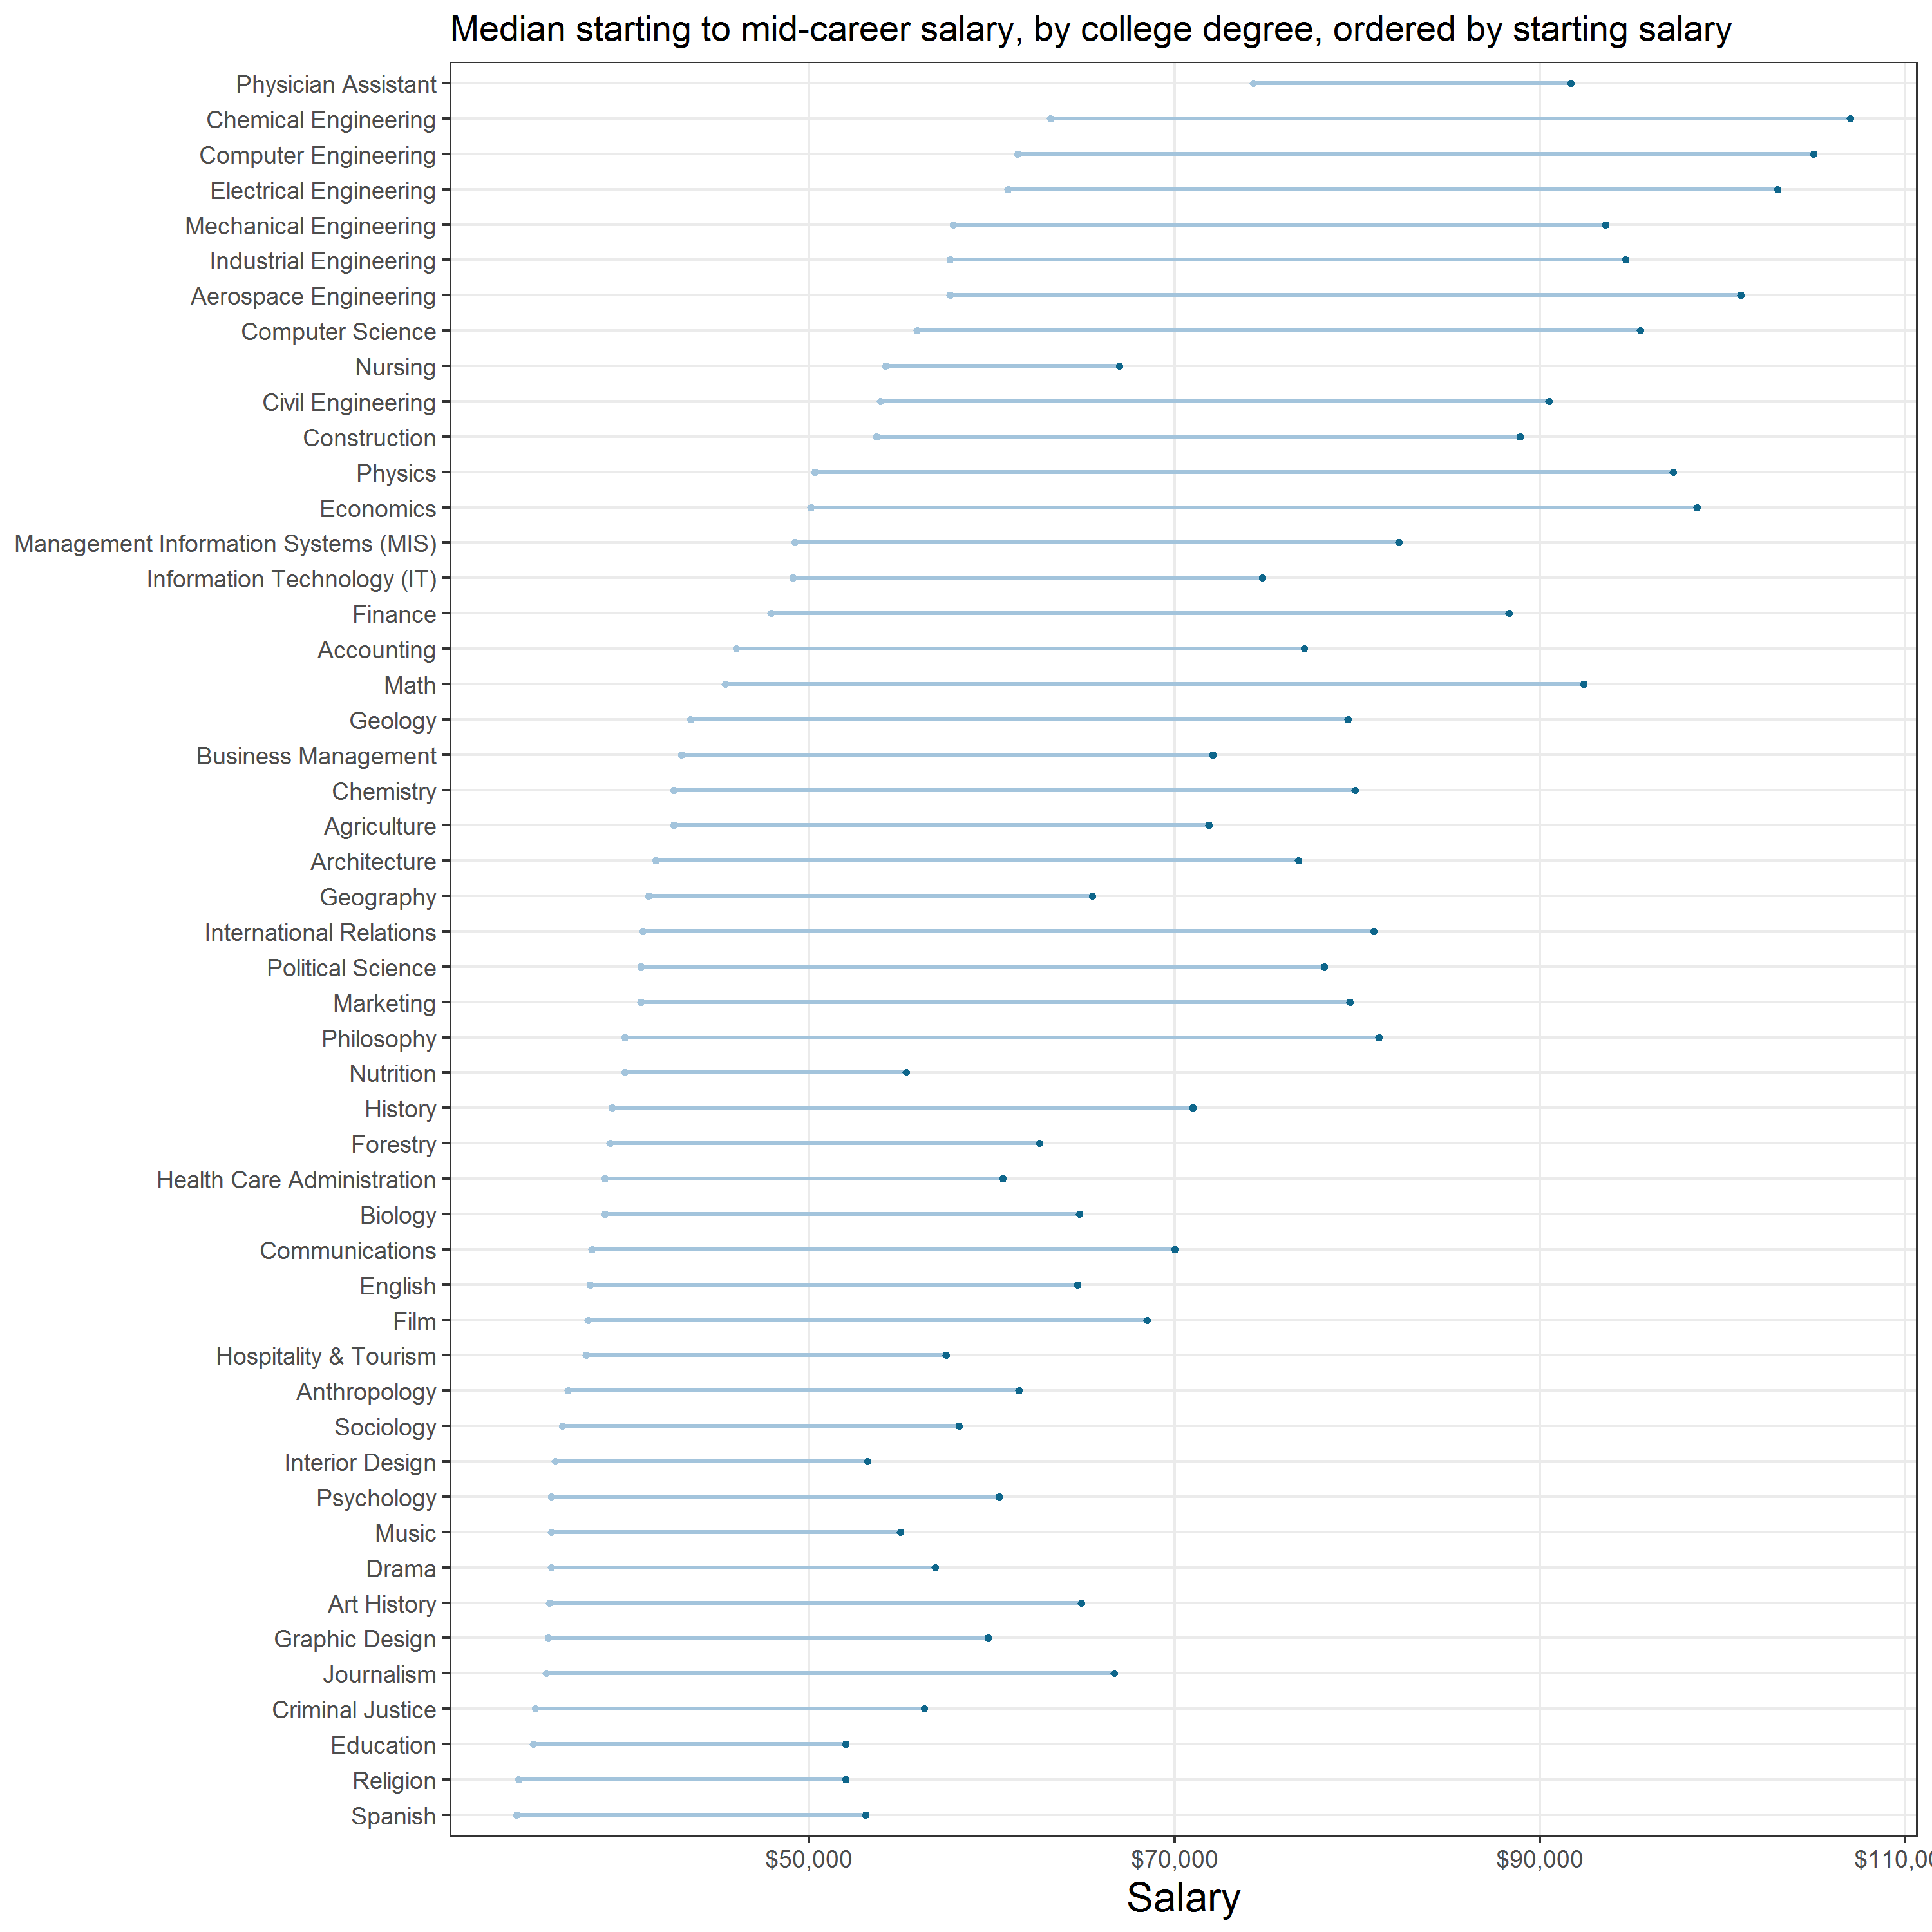 Median starting to mid-career salary, by college degree, ordered by starting salary
Physician Assistant
Chemical Engineering
Computer Engineering
Electrical Engineering
Mechanical Engineering
Industrial Engineering
Aerospace Engineering
Computer Science
Nursing
Civil Engineering
Construction
Physics
Economics
Management Information Systems (MIS)
Information Technology (IT)
Finance
Accounting
Math
Geology
Business Management
Chemistry
Agriculture
Architecture
Geography
International Relations
Political Science
Marketing
Philosophy
Nutrition
History
Forestry
Health Care Administration
Biology
Communications
English
Film
Hospitality & Tourism
Anthropology
Sociology
Interior Design
Psychology
Music
Drama
Art History
Graphic Design
Journalism
Criminal Justice
Education
Religion
Spanish
$50,000 $70,000 $90,000
Salary